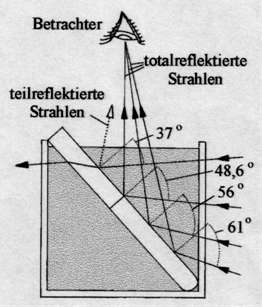 Betrachter
totalreflektierte
Strahlen
teilreflektierte
Strahlen
37°
48,6°
56°
61°